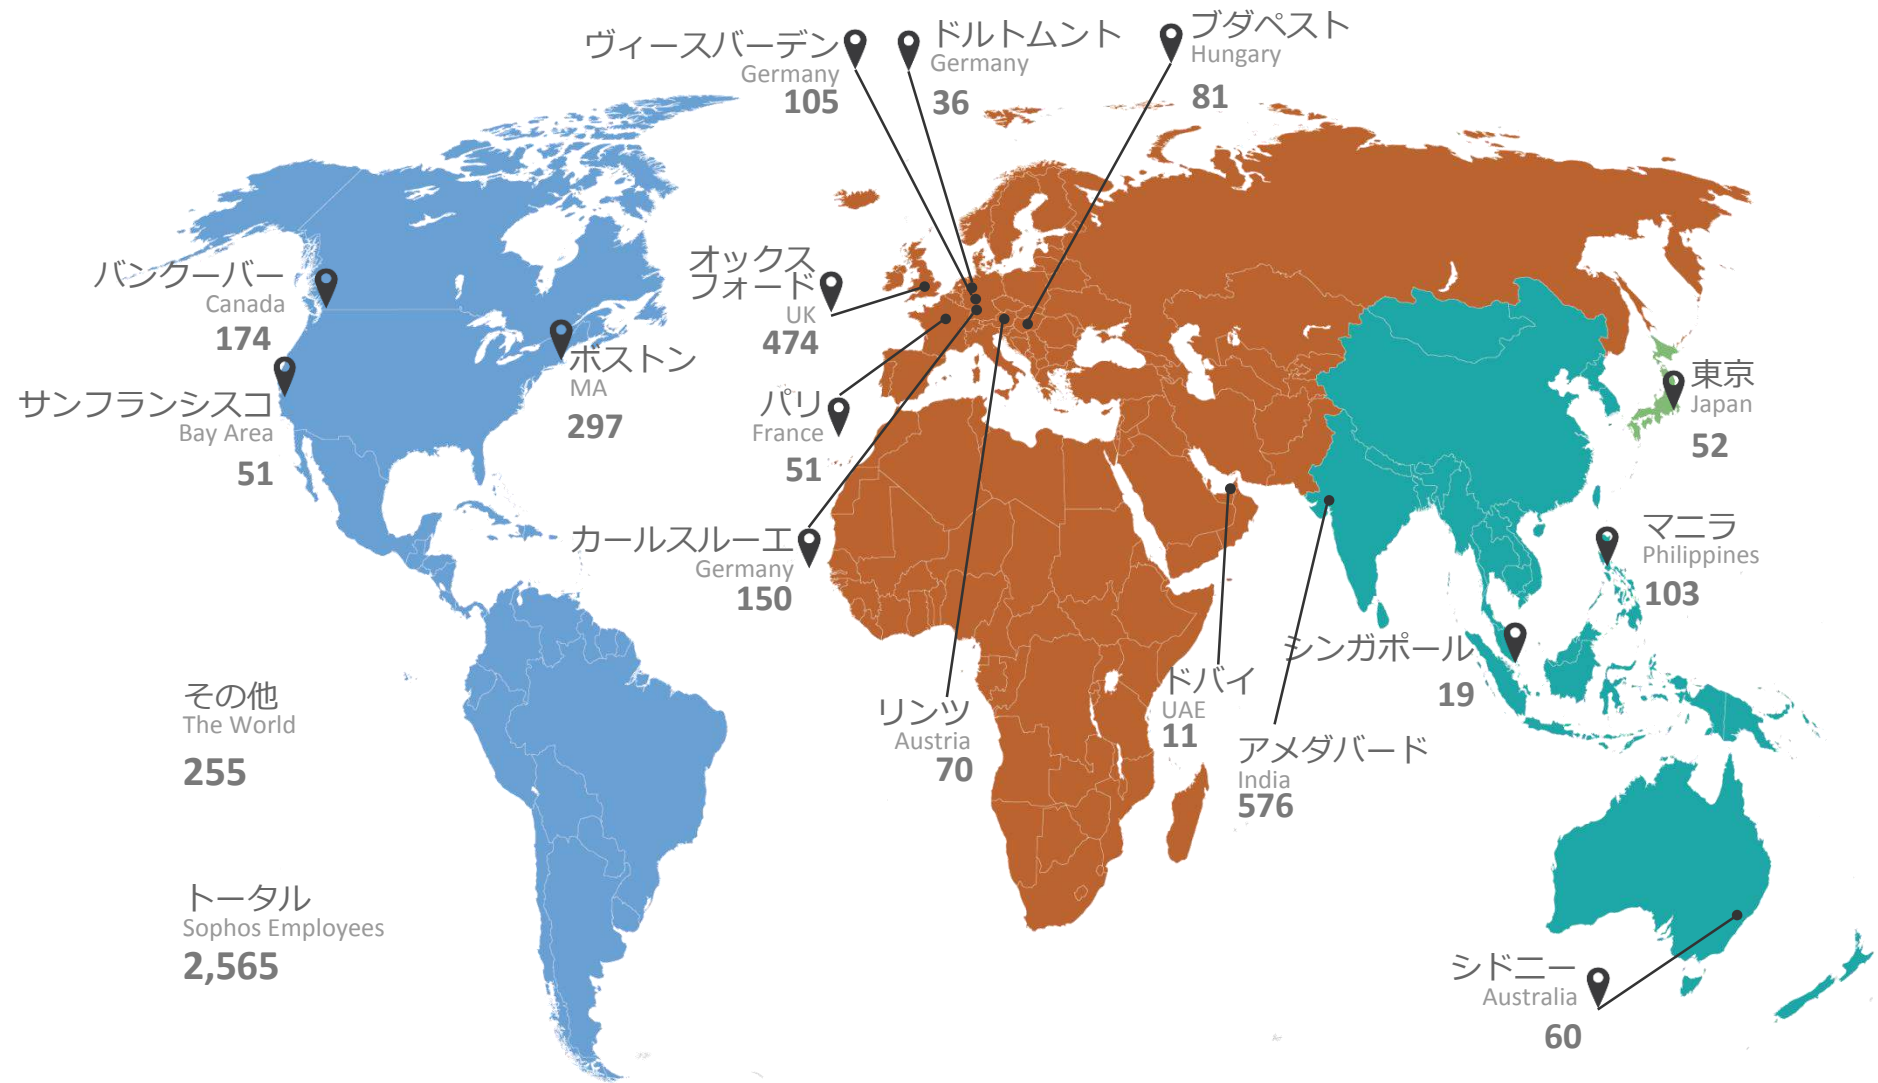 ヴィースバーデン
Germany
105
ドルトムント
Germany
36
ブダペスト
Hungary
81
バンクーバー
Canada
174
サンフランシスコ
Bay Area
51
ボストン
MA
297
オックス
フォード
UK
474
パリ
France
51
カールスルーエ
Germany
150
リンツ
Austria
70
ドバイ
UAE
11
アメダバード
India
576
シンガポール
19
東京
Japan
52
マニラ
Philippines
103
シドニー
Australia
60
その他
The World
255
トータル
Sophos Employees
2,565